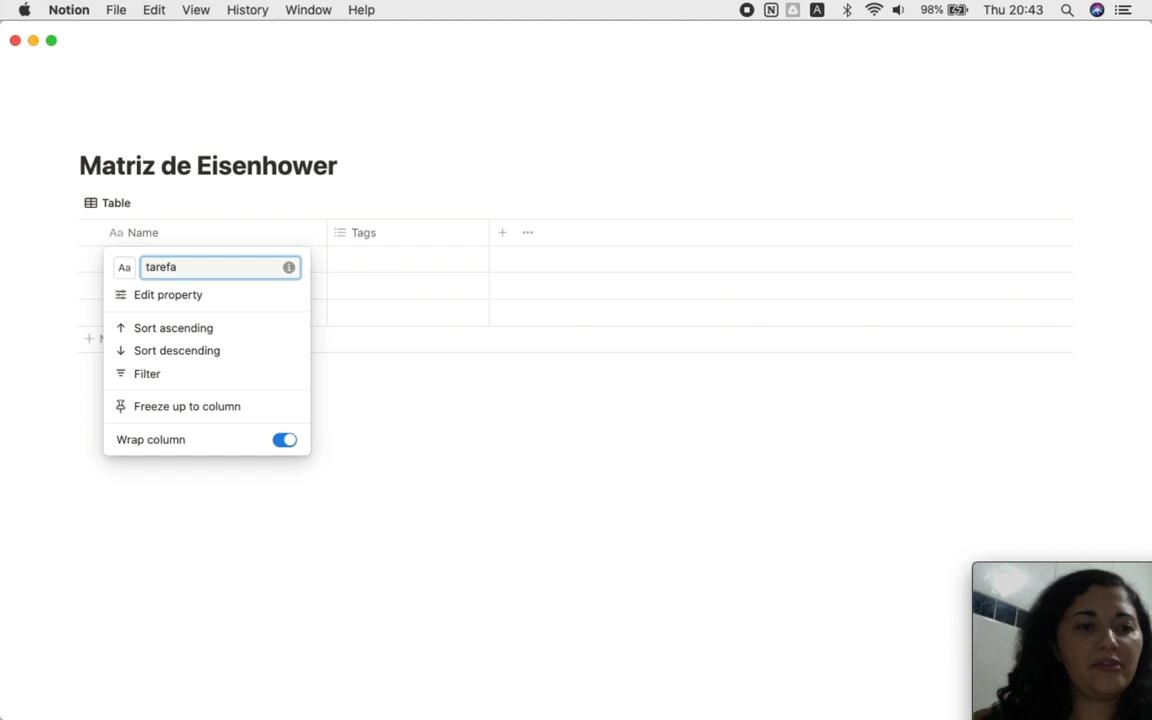 Notion File Edit View History Window Help N A 98% Thu 20:43
Matriz de Eisenhower
Table
Aa Name Tags + ···
Aa tarefa
Edit property
Sort ascending
Sort descending
Filter
Freeze up to column
Wrap column